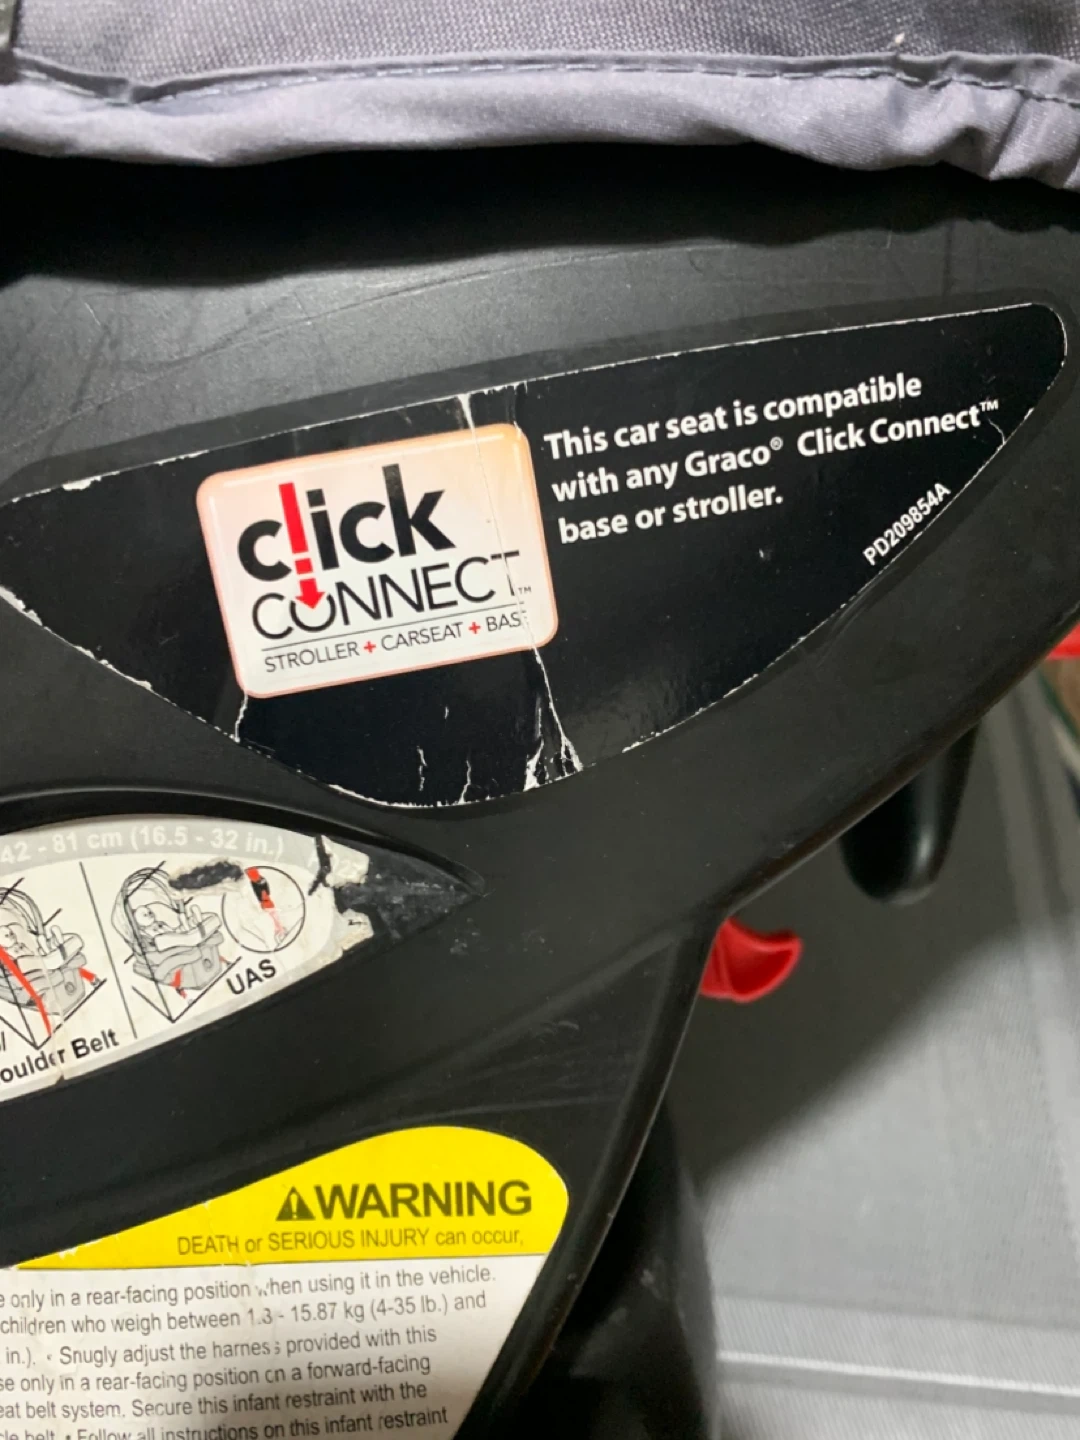 This car seat is compatible
with any Graco® Click Connect™
base or stroller.
PD209854A
click
CONNECT™
STROLLER + CARSEAT + BASE
42 - 81 cm (16.5 - 32 in.)
UAS
oulder Belt
WARNING
DEATH or SERIOUS INJURY can occur,
e only in a rear-facing position when using it in the vehicle.
children who weigh between 1.3 - 15.87 kg (4-35 lb.) and
in.). • Snugly adjust the harness provided with this
se only in a rear-facing position on a forward-facing
eat belt system. Secure this infant restraint with the
cle belt. • Follow all instructions on this infant restraint